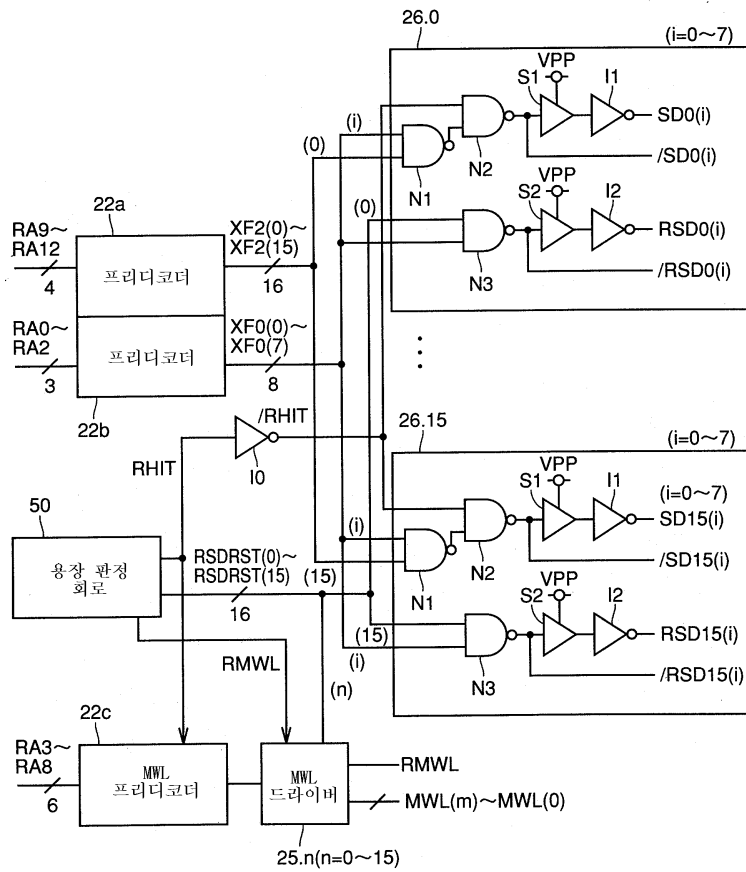 26.0
(i=0～7)
VPP
S1
I1
SD0(i)
(i)
(0)
N2
/SD0(i)
N1
VPP
S2
I2
(0)
RSD0(i)
N3
/RSD0(i)
22a
RA9～
RA12
4
프리디코더
XF2(0)～
XF2(15)
16
RA0～
RA2
3
프리디코더
XF0(0)～
XF0(7)
8
22b
/RHIT
I0
RHIT
26.15
(i=0～7)
VPP
S1
I1
(i=0～7)
SD15(i)
(i)
N2
/SD15(i)
N1
50
용장 판정
회로
RSDRST(0)～
RSDRST(15)
16
(15)
VPP
S2
I2
(15)
RSD15(i)
(i)
N3
/RSD15(i)
RMWL
(n)
22c
RA3～
RA8
6
MWL
프리디코더
MWL
드라이버
RMWL
MWL(m)～MWL(0)
25.n(n=0～15)